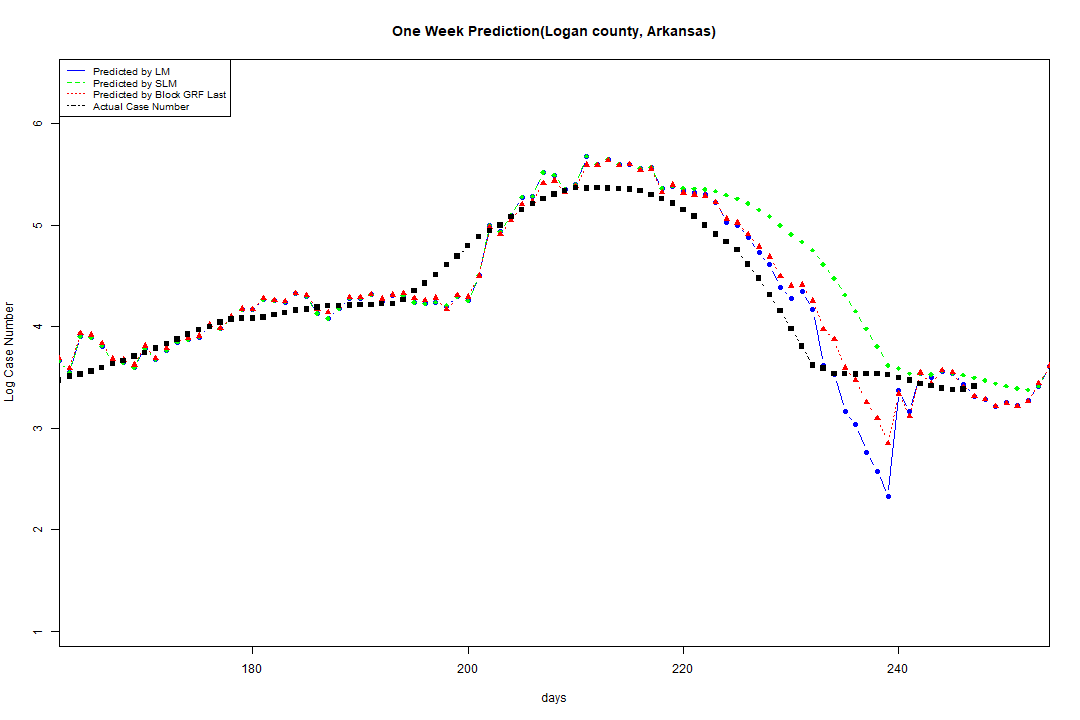 One Week Prediction(Logan county, Arkansas)
Predicted by LM
Predicted by SLM
Predicted by Block GRF Last
Actual Case Number
Log Case Number
6
5
4
3
2
1
180 200 220 240
days